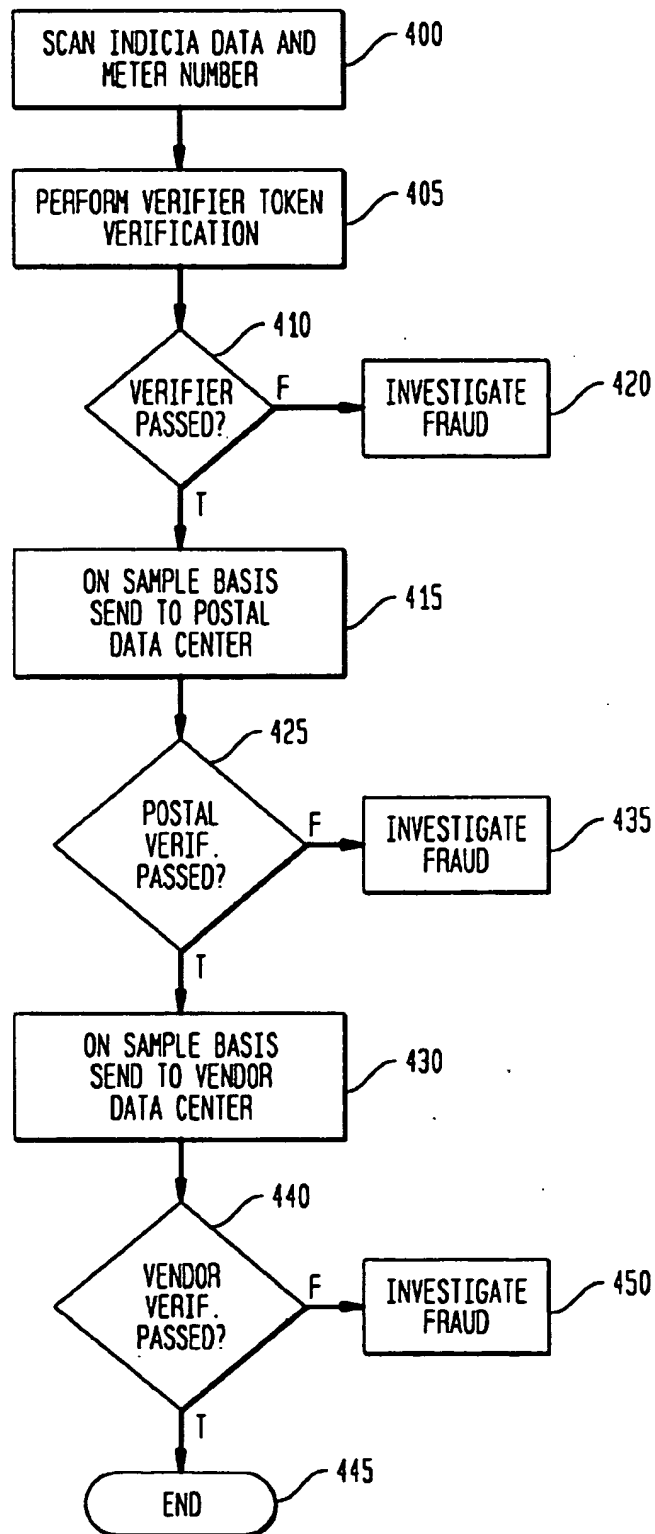 SCAN INDICIA DATA AND
METER NUMBER
400
PERFORM VERIFIER TOKEN
VERIFICATION
405
410
VERIFIER
PASSED?
F
INVESTIGATE
FRAUD
420
T
ON SAMPLE BASIS
SEND TO POSTAL
DATA CENTER
415
425
POSTAL
VERIF.
PASSED?
F
INVESTIGATE
FRAUD
435
T
ON SAMPLE BASIS
SEND TO VENDOR
DATA CENTER
430
440
VENDOR
VERIF.
PASSED?
F
INVESTIGATE
FRAUD
450
T
END
445